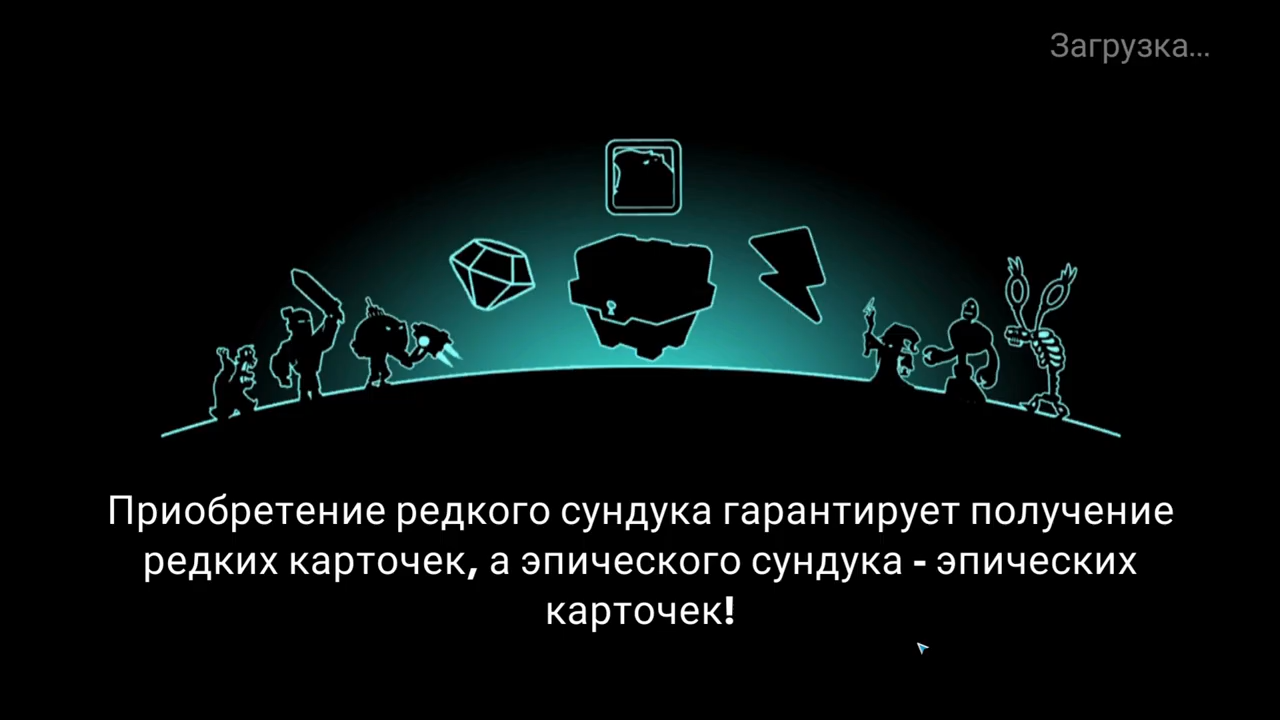 Загрузка...
Приобретение редкого сундука гарантирует получение
редких карточек, а эпического сундука - эпических
карточек!